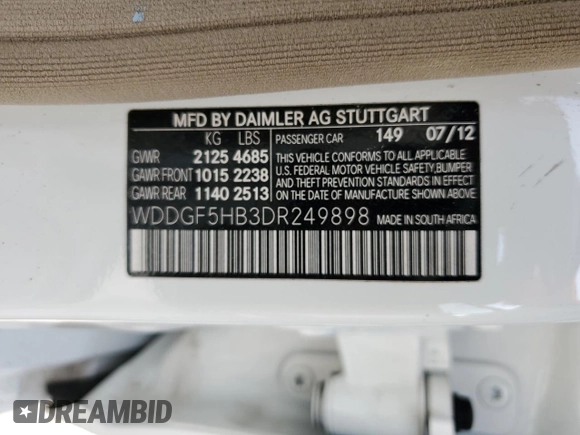 MFD BY DAIMLER AG STUTTGART
KG LBS PASSENGER CAR 149 07/12
GVWR 2125 4685
GAWR FRONT 1015 2238
GAWR REAR 1140 2513
THIS VEHICLE CONFORMS TO ALL APPLICABLE
U.S. FEDERAL MOTOR VEHICLE SAFETY,BUMPER
AND THEFT PREVENTION STANDARDS IN EFFECT
ON THE DATE OF MANUFACTURE SHOWN ABOVE
WDDGF5HB3DR249898 MADE IN SOUTH AFRICA
DREAMBID